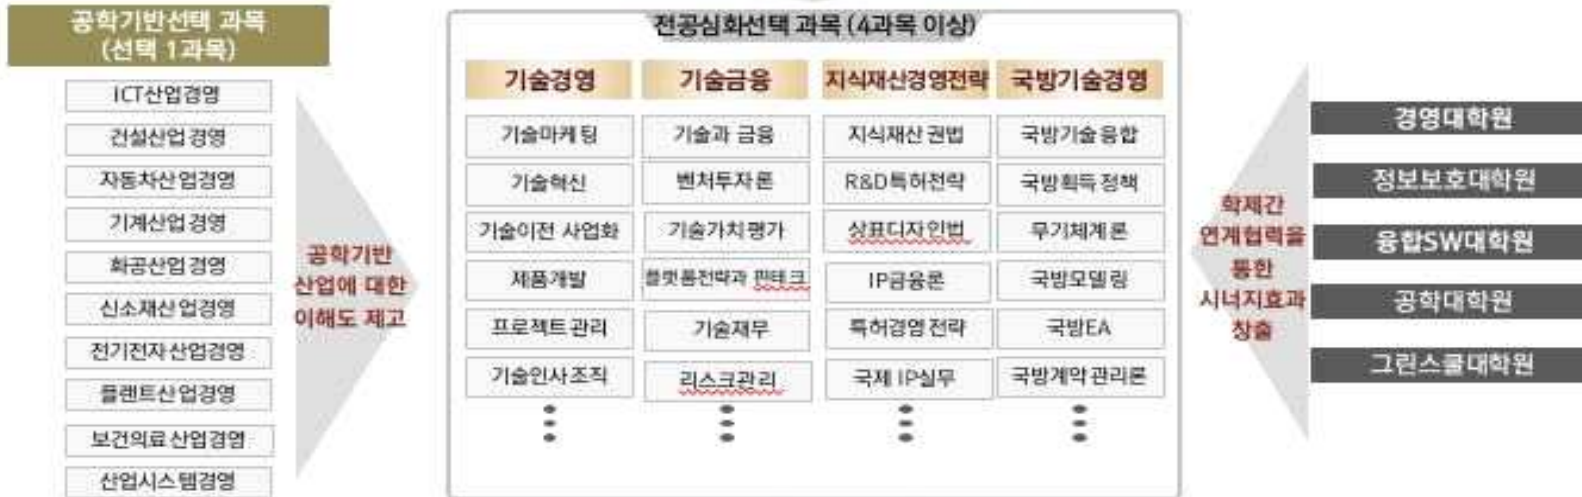 공학기반선택 과목
(선택 1과목)
ICT산업경영
건설산업경영
자동차산업경영
기계산업경영
화공산업경영
신소재산업경영
전기전자산업경영
플랜트산업경영
보건의료산업경영
산업시스템경영
공학기반
산업에 대한
이해도 제고
전공심화선택 과목 (4과목 이상)
기술경영
기술마케팅
기술혁신
기술이전 사업화
제품개발
프로젝트관리
기술인사조직
기술금융
기술과 금융
벤처투자론
기술가치평가
플랫폼전략과 핀테크
기술재무
리스크관리
지식재산경영전략
지식재산권법
R&D특허전략
상표디자인법
IP금융론
특허경영전략
국제 IP실무
국방기술경영
국방기술융합
국방획득정책
무기체계론
국방모델링
국방EA
국방계약관리론
학제간
연계협력을
통한
시너지효과
창출
경영대학원
정보보호대학원
융합SW대학원
공학대학원
그린스쿨대학원